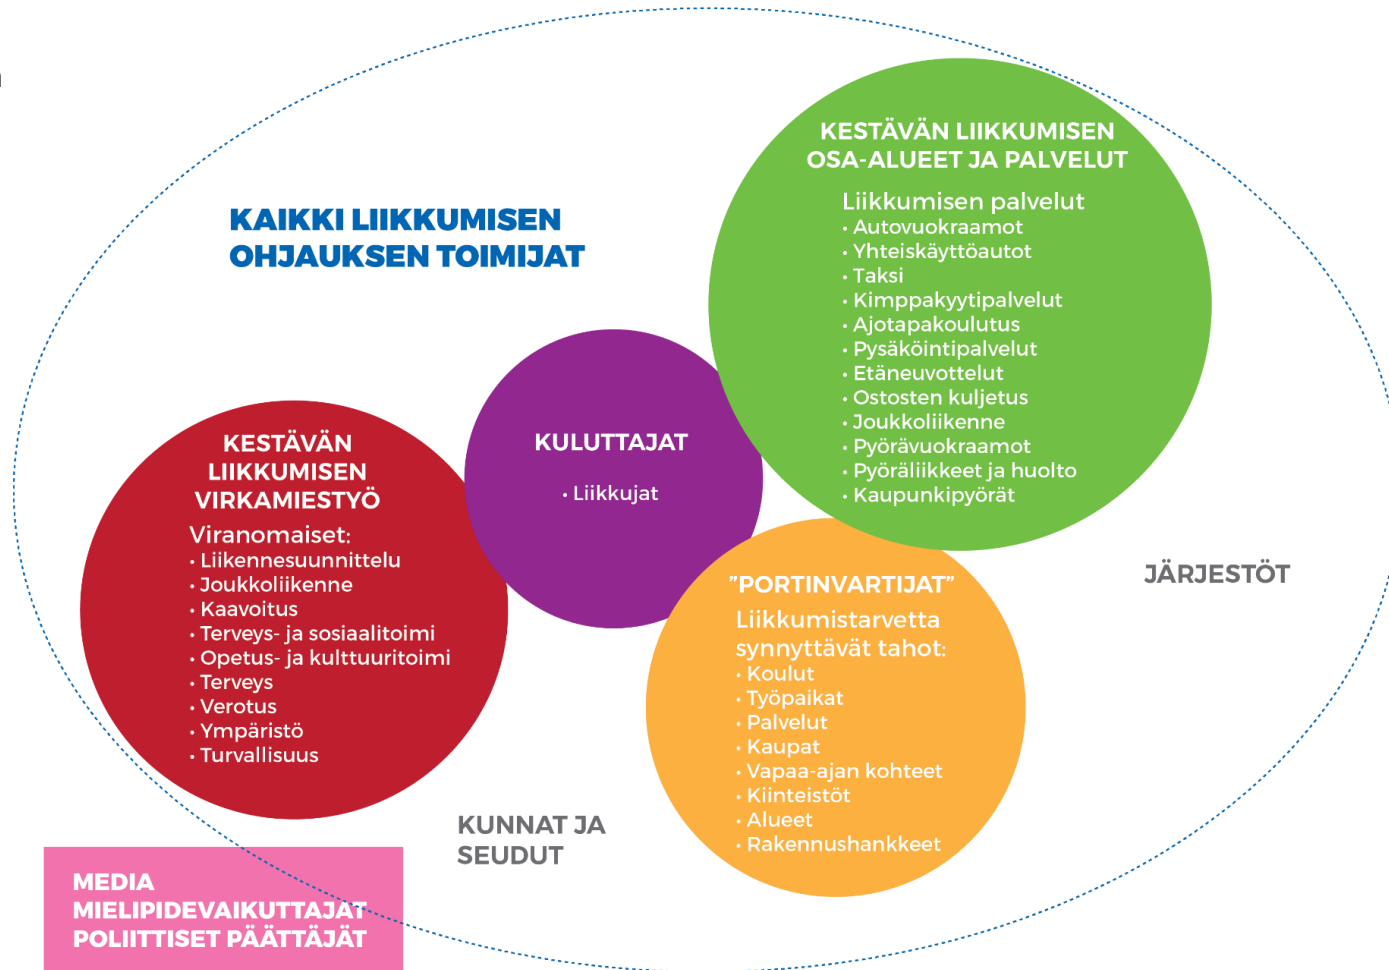 KAIKKI LIIKKUMISEN
OHJAUKSEN TOIMIJAT
KESTÄVÄN LIIKKUMISEN
OSA-ALUEET JA PALVELUT
Liikkumisen palvelut
• Autovuokraamot
• Yhteiskäyttöautot
• Taksi
• Kimppakyytipalvelut
• Ajotapakoulutus
• Pysäköintipalvelut
• Etäneuvottelut
• Ostosten kuljetus
• Joukkoliikenne
• Pyörävuokraamot
• Pyöräliikkeet ja huolto
• Kaupunkipyörät
KULUTTAJAT
• Liikkujat
KESTÄVÄN
LIIKKUMISEN
VIRKAMIESTYÖ
Viranomaiset:
• Liikennesuunnittelu
• Joukkoliikenne
• Kaavoitus
• Terveys- ja sosiaalitoimi
• Opetus- ja kulttuuritoimi
• Terveys
• Verotus
• Ympäristö
• Turvallisuus
"PORTINVARTIJAT"
Liikkumistarvetta
synnyttävät tahot:
• Koulut
• Työpaikat
• Palvelut
• Kaupat
• Vapaa-ajan kohteet
• Kiinteistöt
• Alueet
• Rakennushankkeet
JÄRJESTÖT
KUNNAT JA
SEUDUT
MEDIA
MIELIPIDEVAIKUTTAJAT
POLIITTISET PÄÄTTÄJÄT